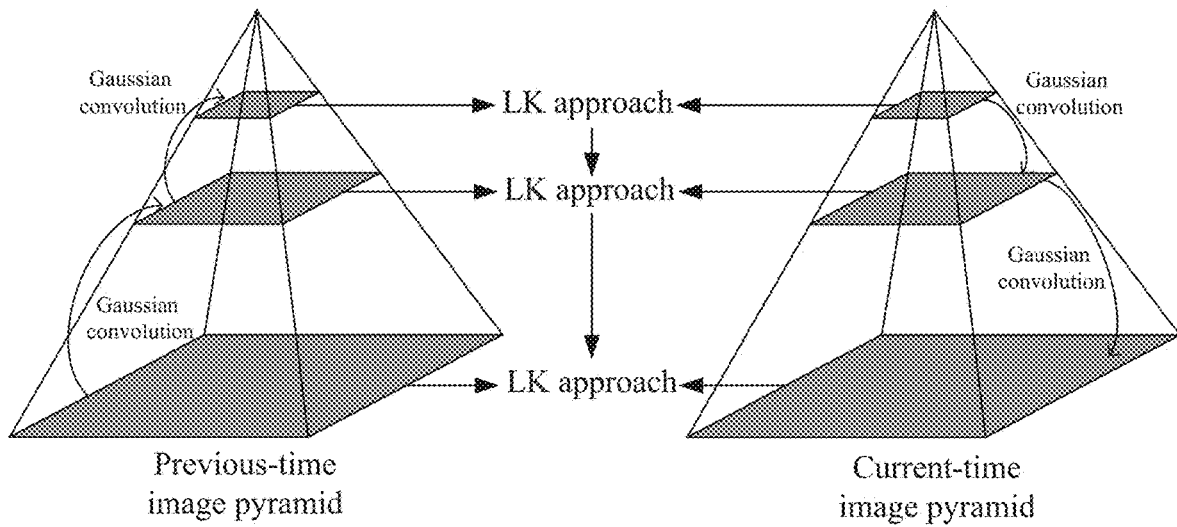 Gaussian
convolution
LK approach
Gaussian
convolution
LK approach
Gaussian
convolution
Gaussian
convolution
LK approach
Previous-time
image pyramid
Current-time
image pyramid